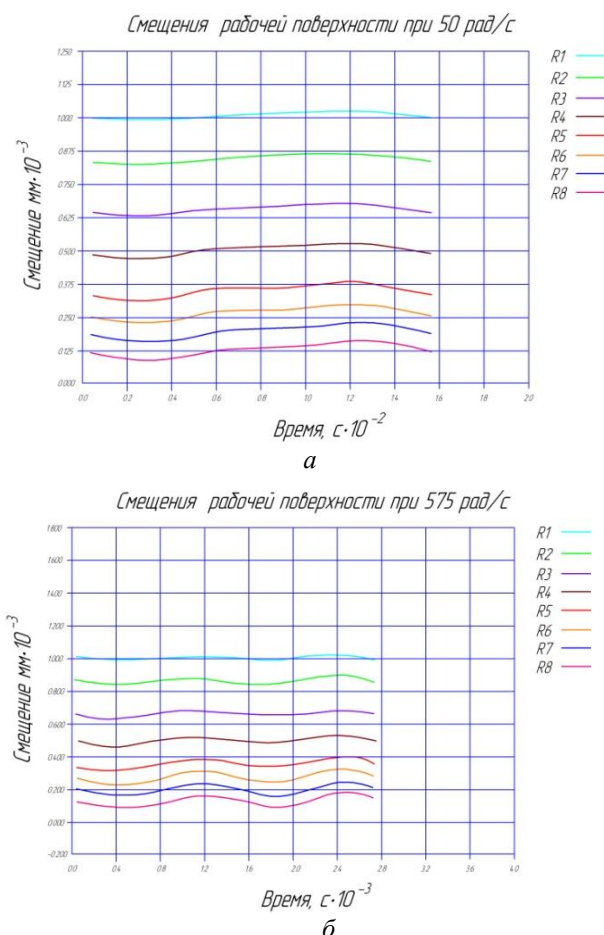 Смещения рабочей поверхности при 50 рад/с
Смещение мм·10⁻³
1.250
1.125
1.000
0.875
0.750
0.625
0.500
0.375
0.250
0.125
0.000
0.0 0.2 0.4 0.6 0.8 1.0 1.2 1.4 1.6 1.8 2.0
Время, с·10⁻²
R1
R2
R3
R4
R5
R6
R7
R8
а
Смещения рабочей поверхности при 575 рад/с
Смещение мм·10⁻³
1.800
1.600
1.400
1.200
1.000
0.800
0.600
0.400
0.200
0.000
-0.200
0.0 0.4 0.8 1.2 1.6 2.0 2.4 2.8 3.2 3.6 4.0
Время, с·10⁻³
R1
R2
R3
R4
R5
R6
R7
R8
б